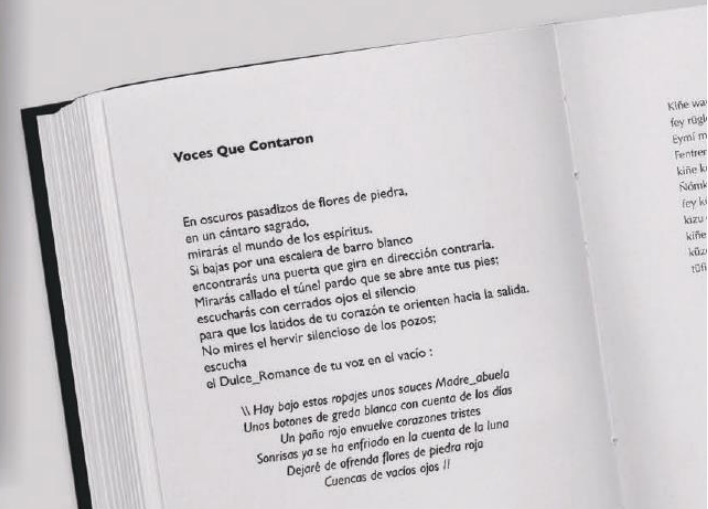 Voces Que Contaron
En oscuros pasadizos de flores de piedra,
en un cántaro sagrado,
mirarás el mundo de los espíritus.
Si bajas por una escalera de barro blanco
encontrarás una puerta que gira en dirección contraria.
Mirarás callado el túnel pardo que se abre ante tus pies;
escucharás con cerrados ojos el silencio
para que los latidos de tu corazón te orienten hacia la salida.
No mires el hervir silencioso de los pozos;
escucha
el Dulce_Romance de tu voz en el vacío :
\\ Hay bajo estos ropajes unos sauces Madre_abuela
Unos botones de greda blanca con cuenta de los días
Un paño rojo envuelve corazones tristes
Sonrisas ya se ha enfriado en la cuenta de la luna
Dejaré de ofrenda flores de piedra roja
Cuencas de vacíos ojos //
Kiñe
fey
Eymi
kiñe
fey
kiñe